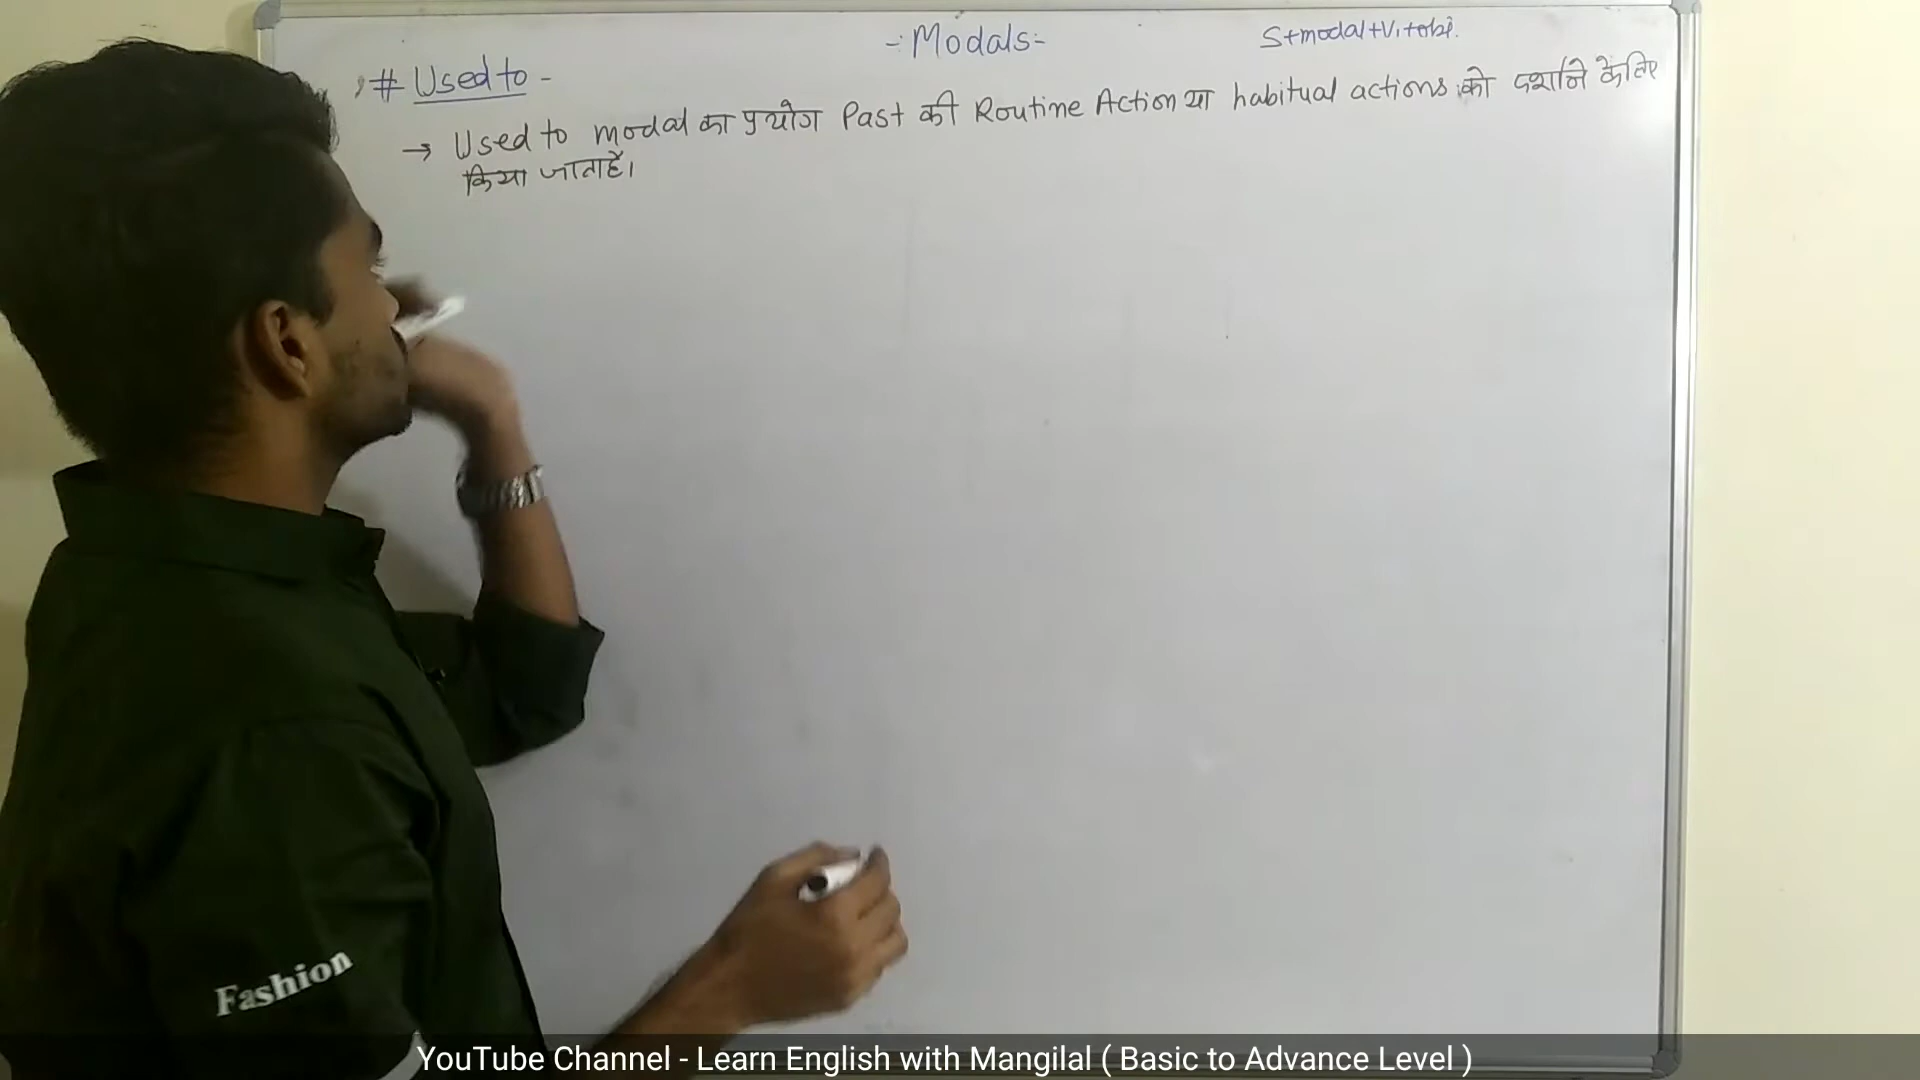 -: Modals:-
S+modal+V₁+obj.
# Used to -
→ Used to modal का प्रयोग Past की Routine Action या habitual actions को दर्शाने के लिए
किया जाता है।
Fashion
YouTube Channel - Learn English with Mangilal ( Basic to Advance Level )